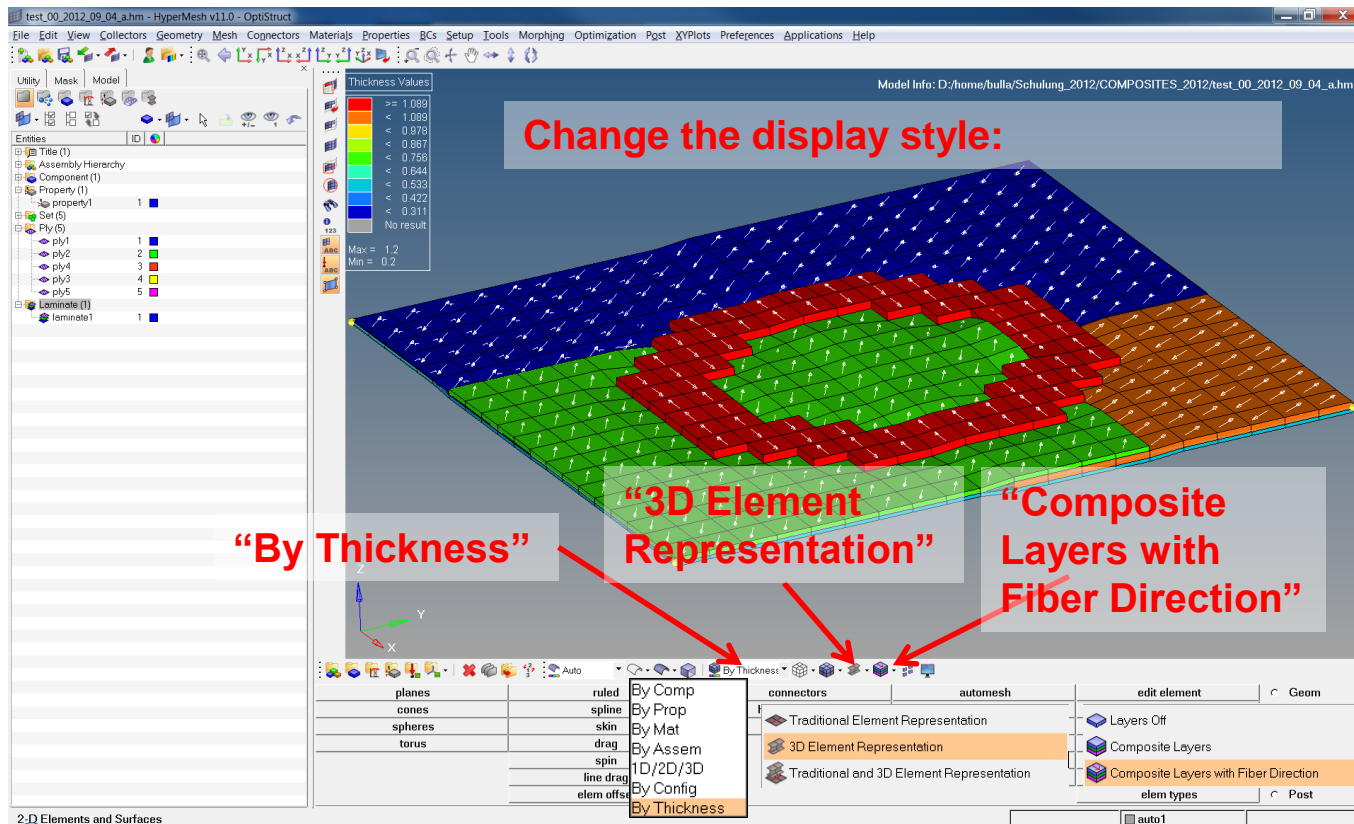 test_00_2012_09_04_a.hm - HyperMesh v11.0 - OptiStruct
File Edit View Collectors Geometry Mesh Connectors Materials Properties BCs Setup Tools Morphing Optimization Post XYPlots Preferences Applications Help
Utility Mask Model
Entities ID
Title (1)
Assembly Hierarchy
Component (1)
Property (1)
property1 1
Set (5)
Ply (5)
ply1 1
ply2 2
ply4 3
ply3 4
ply5 5
Laminate (1)
laminate1 1
Thickness Values
>= 1.089
< 1.089
< 0.978
< 0.867
< 0.756
< 0.644
< 0.533
< 0.422
< 0.311
No result
Max = 1.2
Min = 0.2
Model Info: D:/home/bulla/Schulung_2012/COMPOSITES_2012/test_00_2012_09_04_a.hm
Change the display style:
“By Thickness”
“3D Element
Representation”
“Composite
Layers with
Fiber Direction”
Z
Y
X
123
ABC
ABC
Auto
By Thickness
planes ruled connectors automesh edit element Geom
cones spline
spheres skin
torus drag
spin
line drag
elem offse
By Comp
By Prop
By Mat
By Assem
1D/2D/3D
By Config
By Thickness
Traditional Element Representation
3D Element Representation
Traditional and 3D Element Representation
Layers Off
Composite Layers
Composite Layers with Fiber Direction
elem types Post
2-D Elements and Surfaces
auto1